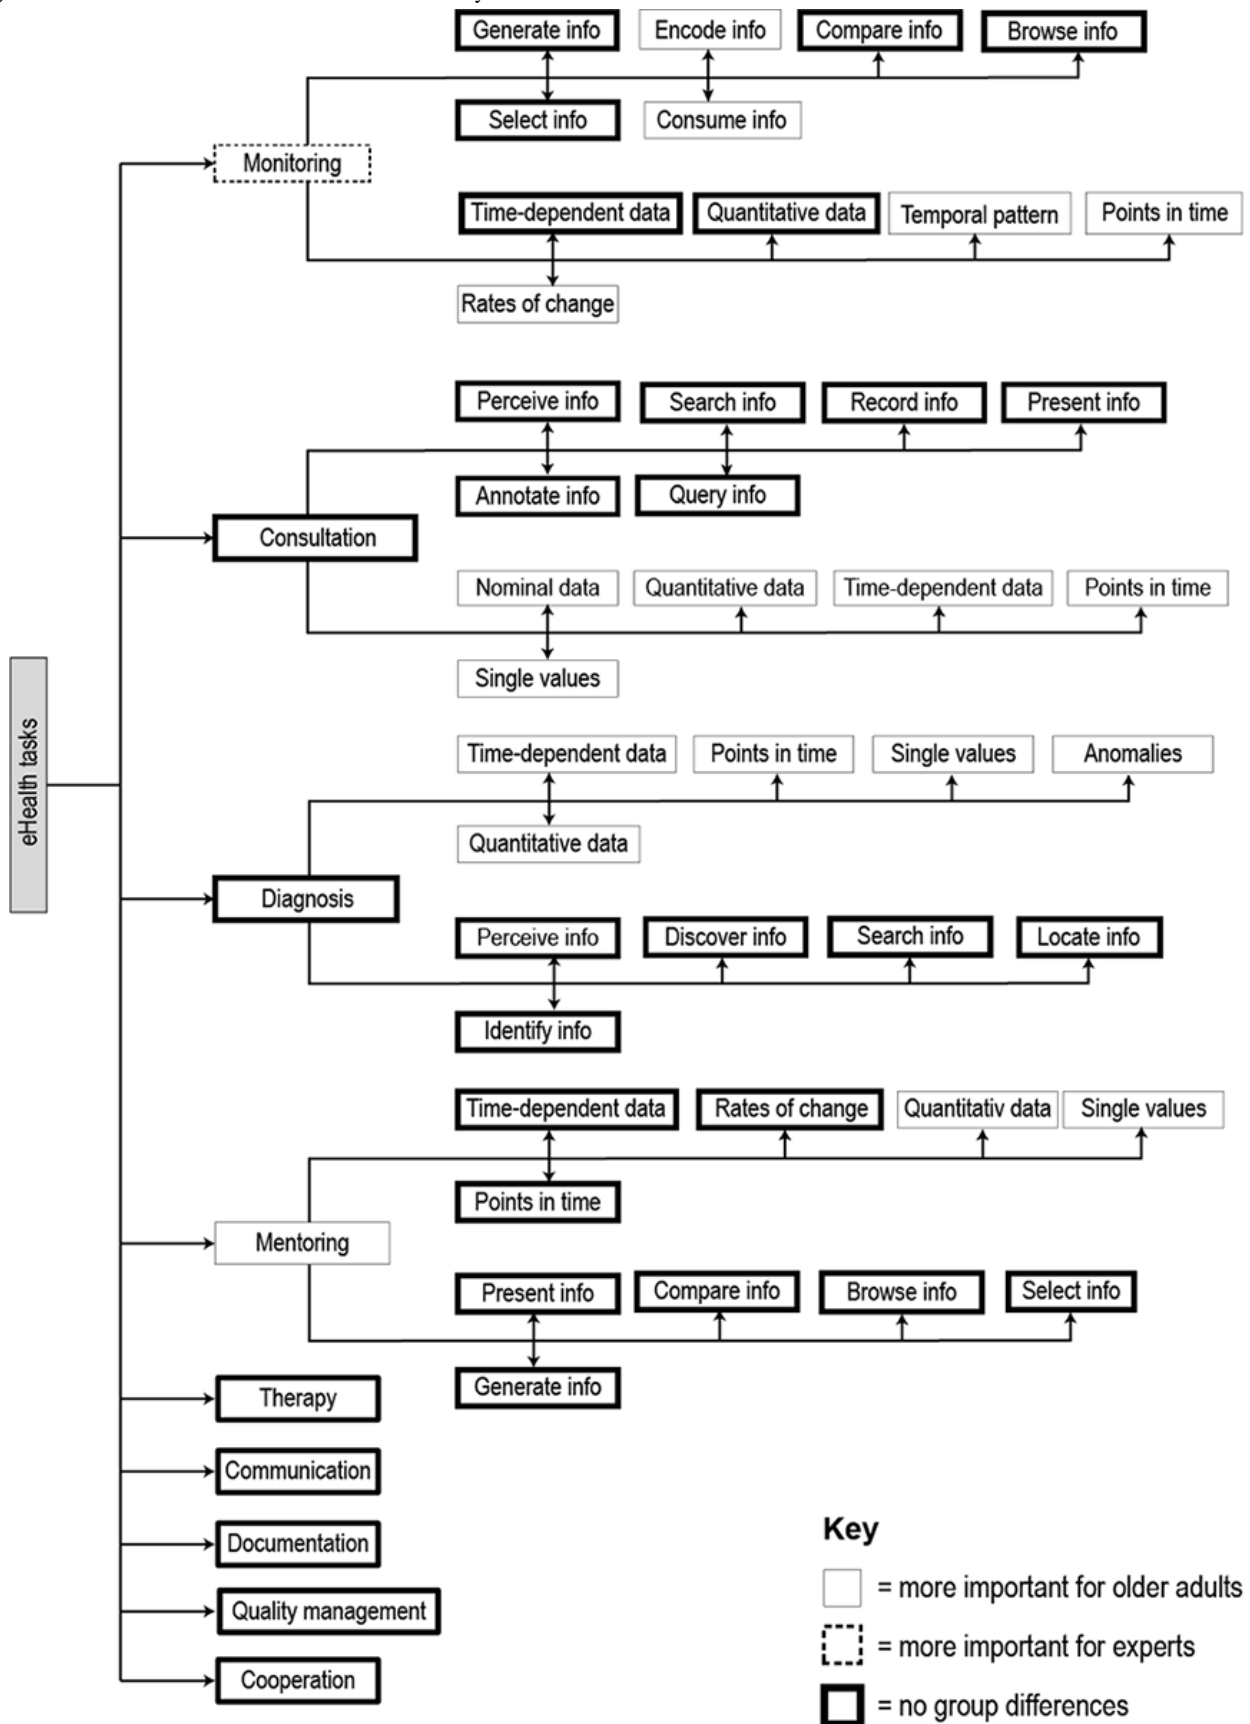 Generate info
Encode info
Compare info
Browse info
Select info
Consume info
Monitoring
Time-dependent data
Quantitative data
Temporal pattern
Points in time
Rates of change
Perceive info
Search info
Record info
Present info
Annotate info
Query info
Consultation
Nominal data
Quantitative data
Time-dependent data
Points in time
Single values
eHealth tasks
Time-dependent data
Points in time
Single values
Anomalies
Quantitative data
Diagnosis
Perceive info
Discover info
Search info
Locate info
Identify info
Time-dependent data
Rates of change
Quantitativ data
Single values
Points in time
Mentoring
Present info
Compare info
Browse info
Select info
Generate info
Therapy
Communication
Documentation
Quality management
Cooperation
Key
= more important for older adults
= more important for experts
= no group differences